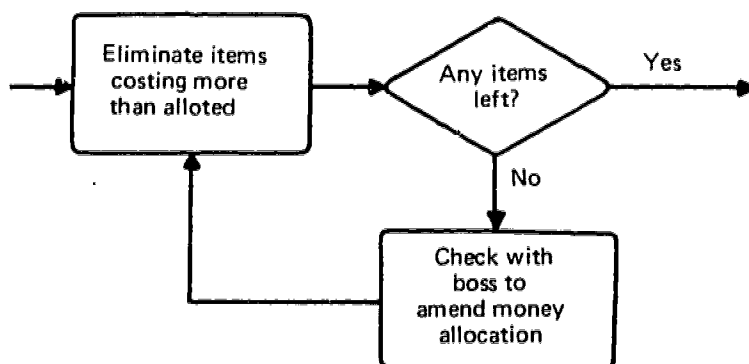 Eliminate items
costing more
than alloted
Any items
left?
Yes
No
Check with
boss to
amend money
allocation